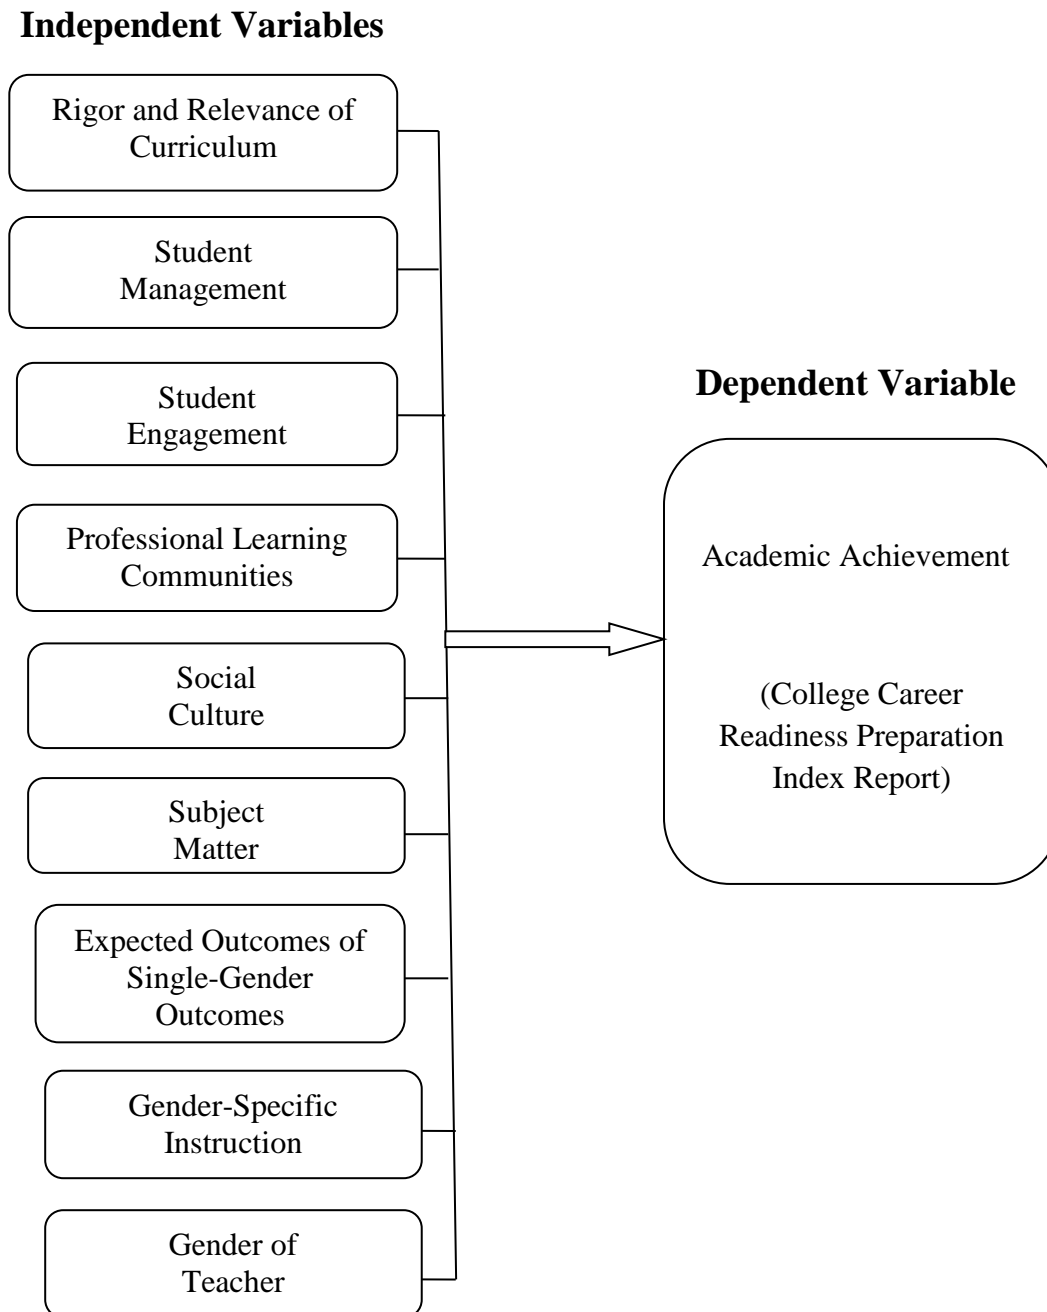 Independent Variables
Rigor and Relevance of
Curriculum
Student
Management
Student
Engagement
Professional Learning
Communities
Social
Culture
Subject
Matter
Expected Outcomes of
Single-Gender
Outcomes
Gender-Specific
Instruction
Gender of
Teacher
Dependent Variable
Academic Achievement
(College Career
Readiness Preparation
Index Report)